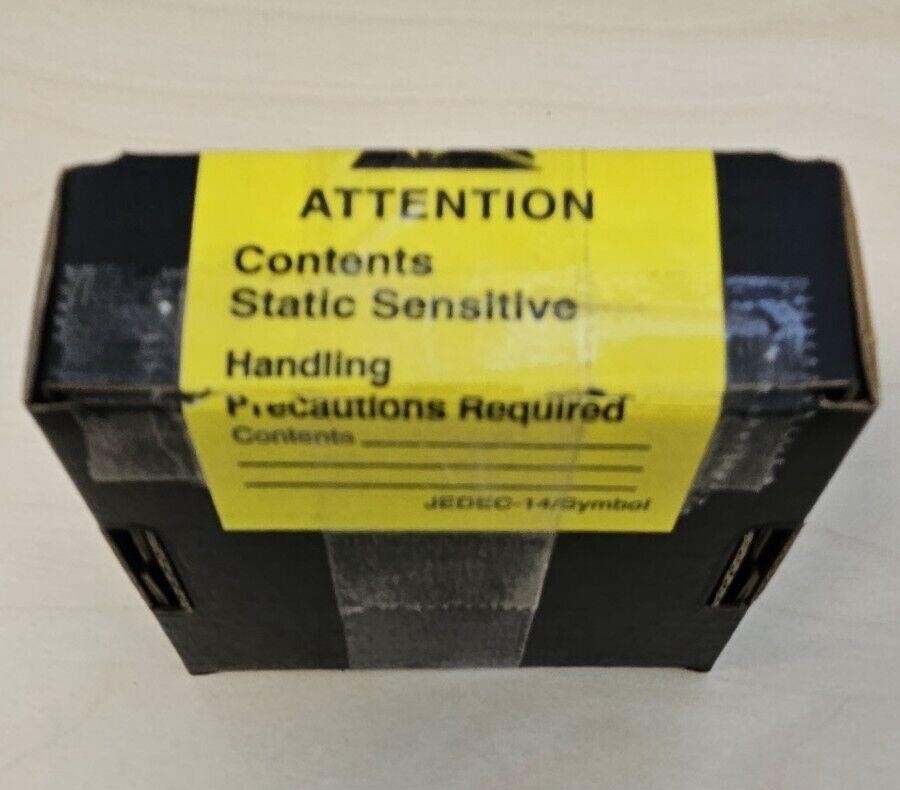 ATTENTION
Contents
Static Sensitive
Handling
Precautions Required
Contents
JEDEC-14/Symbol